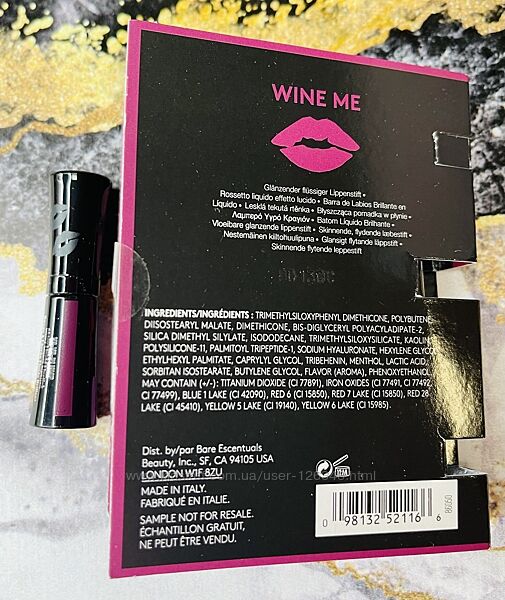 WINE ME
Glänzender flüssiger Lippenstift •
Rossetto liquido effetto lucido • Barra de Labios Brillante en
Líquido • Lesklá tekutá rtěnka • Błyszcząca pomadka w płynie •
Λαμπερό Υγρό Κραγιόν • Batom Líquido Brilhante •
Vloeibare glanzende lippenstift • Skinnende, flydende læbestift •
Nestemäinen kiiltohuulipuna • Glansigt flytande läppstift •
Skinnende flytende leppestift
INGREDIENTS/INGRÉDIENTS : TRIMETHYLSILOXYPHENYL DIMETHICONE, POLYBUTENE,
DIISOSTEARYL MALATE, DIMETHICONE, BIS-DIGLYCERYL POLYACYLADIPATE-2,
SILICA DIMETHYL SILYLATE, ISODODECANE, TRIMETHYLSILOXYSILICATE, KAOLIN,
POLYSILICONE-11, PALMITOYL TRIPEPTIDE-1, SODIUM HYALURONATE, HEXYLENE GLYCOL,
ETHYLHEXYL PALMITATE, CAPRYLYL GLYCOL, TRIBEHENIN, MENTHOL, LACTIC ACID,
SORBITAN ISOSTEARATE, BUTYLENE GLYCOL, FLAVOR (AROMA), PHENOXYETHANOL.
MAY CONTAIN (+/-): TITANIUM DIOXIDE (CI 77891), IRON OXIDES (CI 77491, CI 77492,
CI 77499), BLUE 1 LAKE (CI 42090), RED 6 (CI 15850), RED 7 LAKE (CI 15850), RED 28
LAKE (CI 45410), YELLOW 5 LAKE (CI 19140), YELLOW 6 LAKE (CI 15985).
Dist. by/par Bare Escentuals
Beauty, Inc., SF, CA 94105 USA
LONDON W1F 8ZU
MADE IN ITALY.
FABRIQUÉ EN ITALIE.
SAMPLE NOT FOR RESALE.
ÉCHANTILLON GRATUIT,
NE PEUT ÊTRE VENDU.
86050
0 98132 52116 6